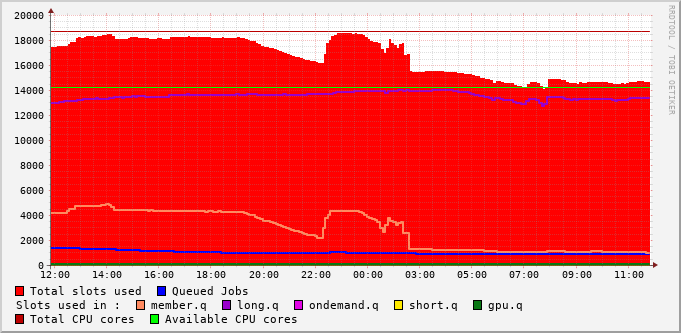 RRDTOOL / TOBI OETIKER
20000
18000
16000
14000
12000
10000
8000
6000
4000
2000
0
12:00 14:00 16:00 18:00 20:00 22:00 00:00 03:00 05:00 07:00 09:00 11:00
Total slots used Queued Jobs
Slots used in : member.q long.q ondemand.q short.q gpu.q
Total CPU cores Available CPU cores